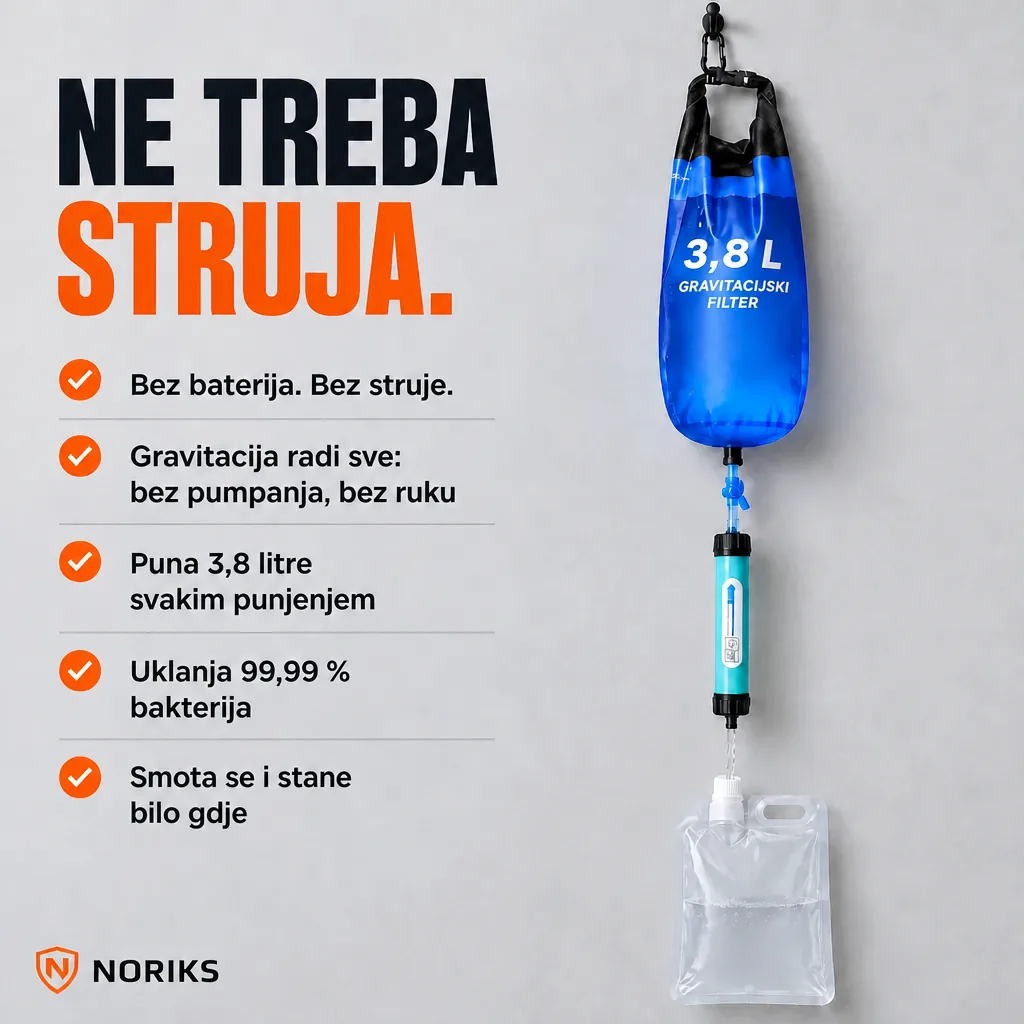 NE TREBA
STRUJA.
Bez baterija. Bez struje.
Gravitacija radi sve:
bez pumpanja, bez ruku
Puna 3,8 litre
svakim punjenjem
Uklanja 99,99 %
bakterija
Smota se i stane
bilo gdje
NORIKS
3,8 L
GRAVITACIJSKI
FILTER